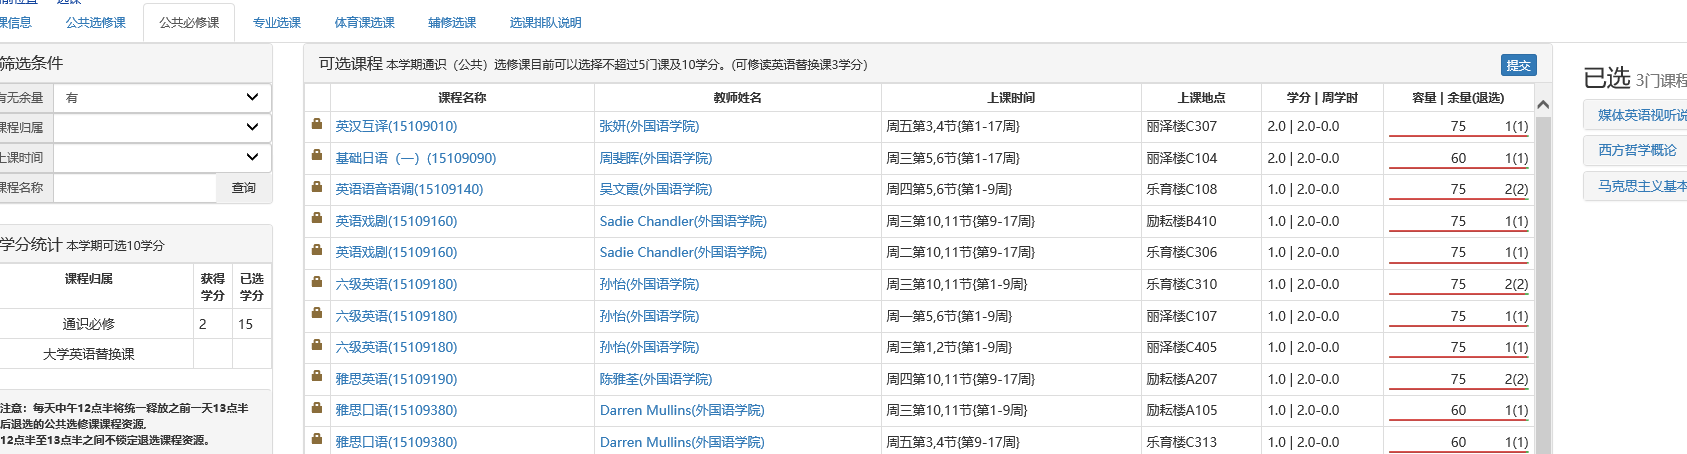 课信息 公共选修课 公共必修课 专业选课 体育课选课 辅修选课 选课排队说明
筛选条件
有无余量 有
课程归属
上课时间
课程名称 查询
学分统计 本学期可选10学分
课程归属 获得学分 已选学分
通识必修 2 15
大学英语替换课
注意：每天中午12点半将统一释放之前一天13点半
后退选的公共选修课课程资源,
12点半至13点半之间不锁定退选课程资源。
可选课程 本学期通识（公共）选修课目前可以选择不超过5门课及10学分。(可修读英语替换课3学分) 提交
课程名称 教师姓名 上课时间 上课地点 学分 | 周学时 容量 | 余量(退选)
英汉互译(15109010) 张妍(外国语学院) 周五第3,4节{第1-17周} 丽泽楼C307 2.0 | 2.0-0.0 75 1(1)
基础日语（一）(15109090) 周斐晖(外国语学院) 周三第5,6节{第1-17周} 丽泽楼C104 2.0 | 2.0-0.0 60 1(1)
英语语音语调(15109140) 吴文霞(外国语学院) 周四第5,6节{第1-9周} 乐育楼C108 1.0 | 2.0-0.0 75 2(2)
英语戏剧(15109160) Sadie Chandler(外国语学院) 周三第10,11节{第9-17周} 励耘楼B410 1.0 | 2.0-0.0 75 1(1)
英语戏剧(15109160) Sadie Chandler(外国语学院) 周二第10,11节{第9-17周} 乐育楼C306 1.0 | 2.0-0.0 75 1(1)
六级英语(15109180) 孙怡(外国语学院) 周三第10,11节{第1-9周} 乐育楼C310 1.0 | 2.0-0.0 75 2(2)
六级英语(15109180) 孙怡(外国语学院) 周一第5,6节{第1-9周} 丽泽楼C107 1.0 | 2.0-0.0 75 1(1)
六级英语(15109180) 孙怡(外国语学院) 周三第1,2节{第1-9周} 丽泽楼C405 1.0 | 2.0-0.0 75 1(1)
雅思英语(15109190) 陈雅荃(外国语学院) 周四第10,11节{第9-17周} 励耘楼A207 1.0 | 2.0-0.0 75 2(2)
雅思口语(15109380) Darren Mullins(外国语学院) 周三第10,11节{第1-9周} 励耘楼A105 1.0 | 2.0-0.0 60 1(1)
雅思口语(15109380) Darren Mullins(外国语学院) 周五第3,4节{第9-17周} 乐育楼C313 1.0 | 2.0-0.0 60 1(1)
已选 3门课程
媒体英语视听说
西方哲学概论
马克思主义基本